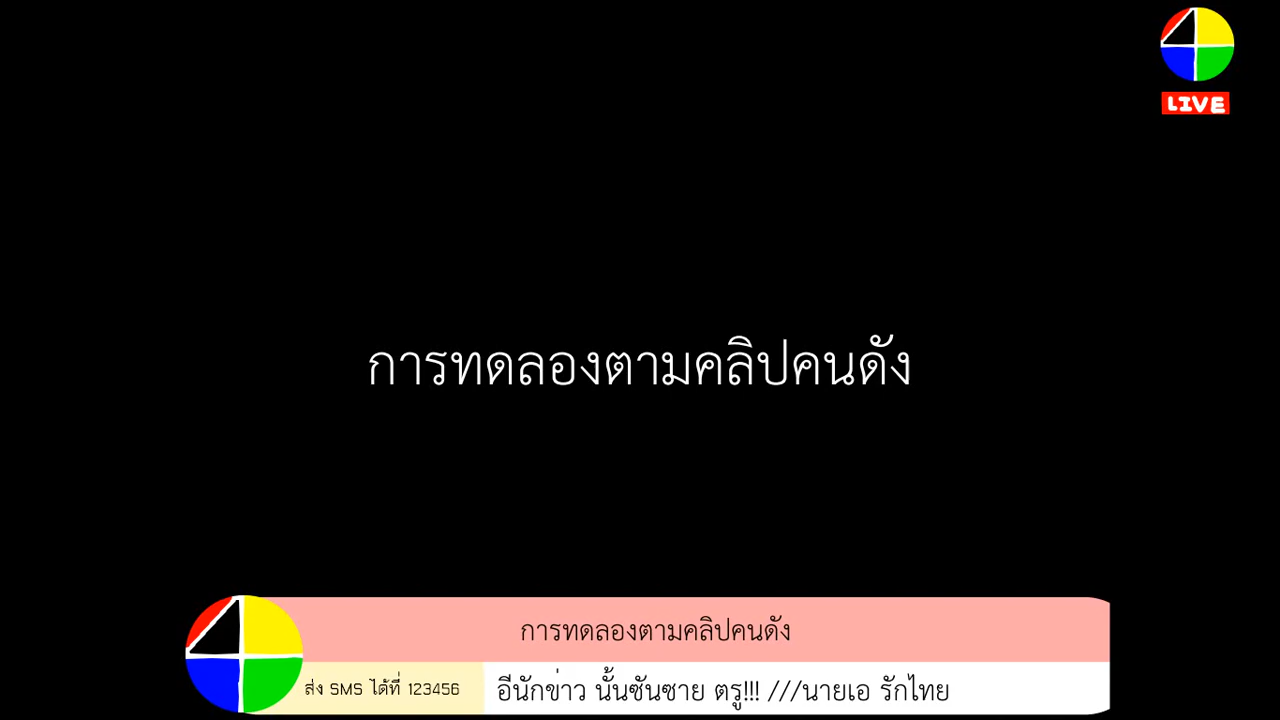 LIVE
การทดลองตามคลิปคนดัง
การทดลองตามคลิปคนดัง
ส่ง SMS ได้ที่ 123456
อีนักข่าว นั้นซันซาย ตรู!!! ///นายเอ รักไทย